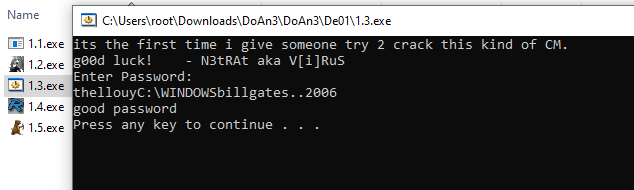 Name
1.1.exe
1.2.exe
1.3.exe
1.4.exe
1.5.exe
C:\Users\root\Downloads\DoAn3\DoAn3\De01\1.3.exe
its the first time i give someone try 2 crack this kind of CM.
g00d luck!    - N3tRAt aka V[i]RuS
Enter Password:
thellouyC:\WINDOWSbillgates..2006
good password
Press any key to continue . . .